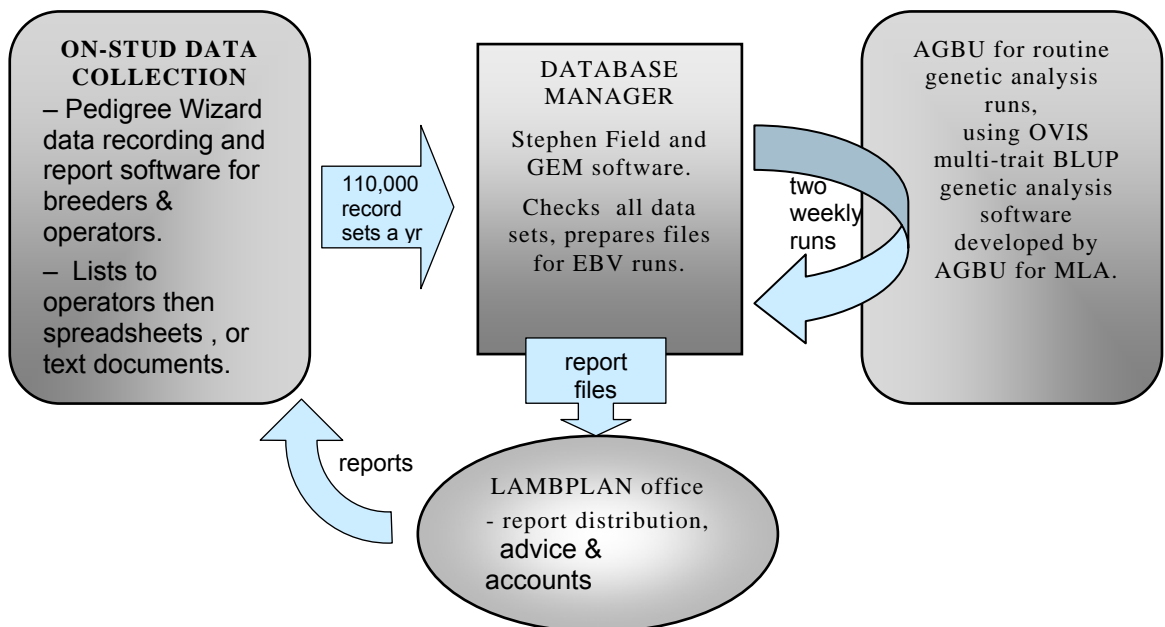 ON-STUD DATA
COLLECTION
– Pedigree Wizard
data recording and
report software for
breeders &
operators.
– Lists to
operators then
spreadsheets , or
text documents.
110,000
record
sets a yr
DATABASE
MANAGER
Stephen Field and
GEM software.
Checks all data
sets, prepares files
for EBV runs.
two
weekly
runs
AGBU for routine
genetic analysis
runs,
using OVIS
multi-trait BLUP
genetic analysis
software
developed by
AGBU for MLA.
report
files
reports
LAMBPLAN office
- report distribution,
advice &
accounts